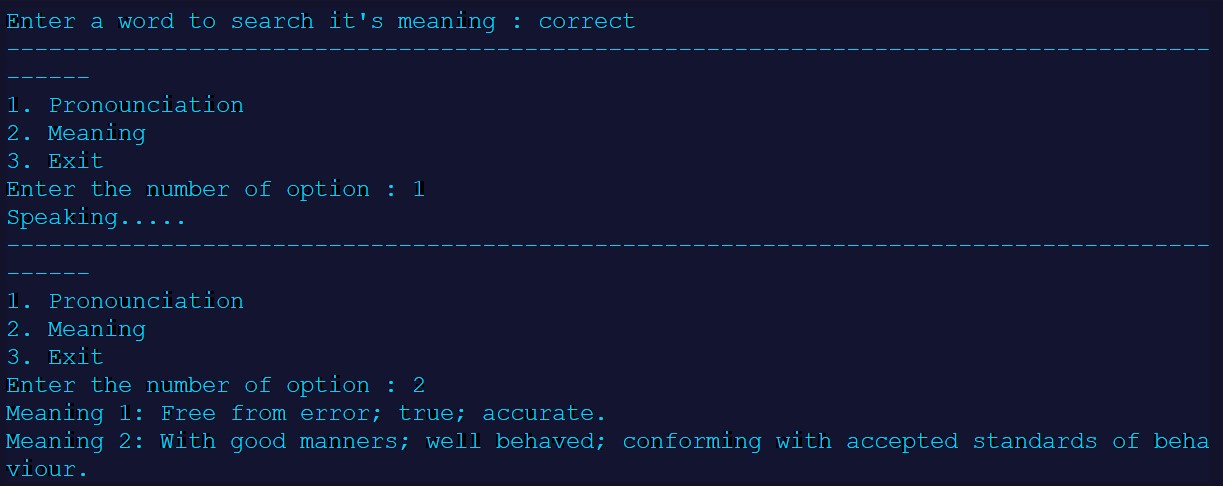 Enter a word to search it's meaning : correct
--------------------------------------------------------------------------------------
------
1. Pronounciation
2. Meaning
3. Exit
Enter the number of option : 1
Speaking.....
--------------------------------------------------------------------------------------
------
1. Pronounciation
2. Meaning
3. Exit
Enter the number of option : 2
Meaning 1: Free from error; true; accurate.
Meaning 2: With good manners; well behaved; conforming with accepted standards of beha
viour.